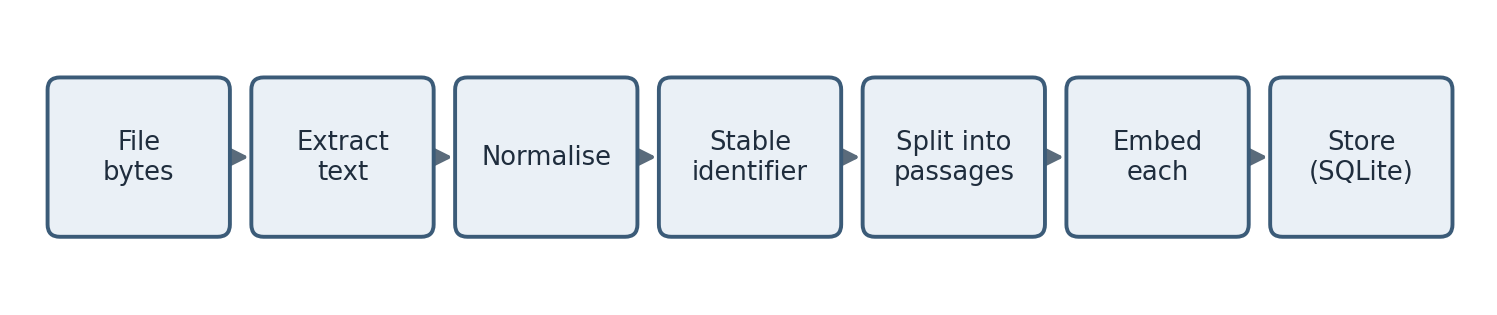 File
bytes
Extract
text
Normalise
Stable
identifier
Split into
passages
Embed
each
Store
(SQLite)